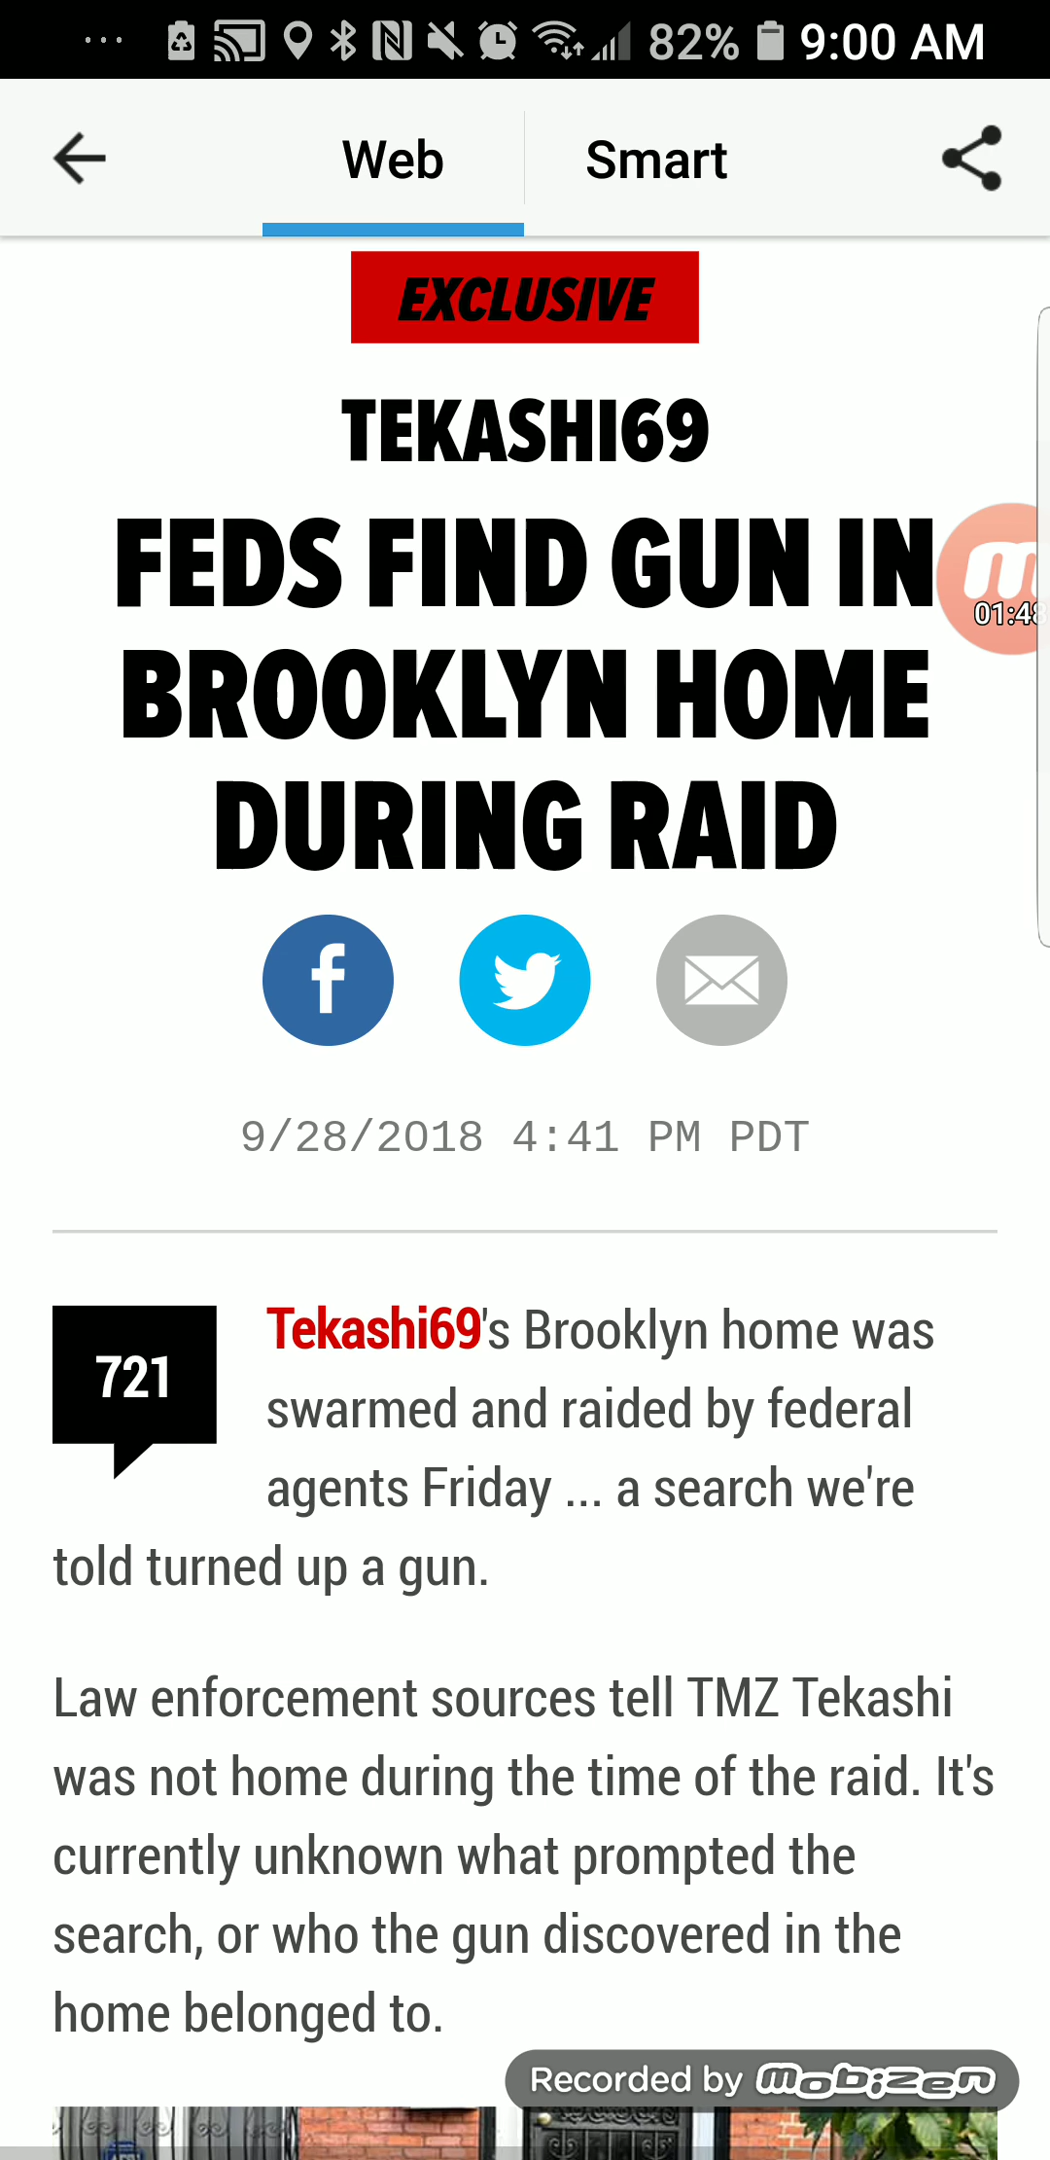 82% 9:00 AM
Web Smart
EXCLUSIVE
TEKASHI69
FEDS FIND GUN IN
BROOKLYN HOME
DURING RAID
01:48
9/28/2018 4:41 PM PDT
721
Tekashi69's Brooklyn home was
swarmed and raided by federal
agents Friday ... a search we're
told turned up a gun.
Law enforcement sources tell TMZ Tekashi
was not home during the time of the raid. It's
currently unknown what prompted the
search, or who the gun discovered in the
home belonged to.
Recorded by mobizen